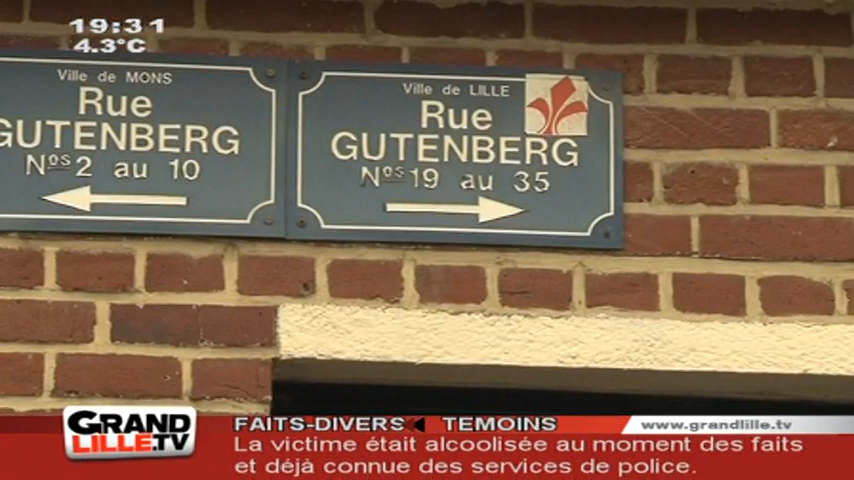 19:31
4.3°C
Ville de MONS
Rue
GUTENBERG
Nos 2 au 10
Ville de LILLE
Rue
GUTENBERG
Nos 19 au 35
GRAND
LILLE.TV
FAITS-DIVERS TEMOINS
www.grandlille.tv
La victime était alcoolisée au moment des faits
et déjà connue des services de police.